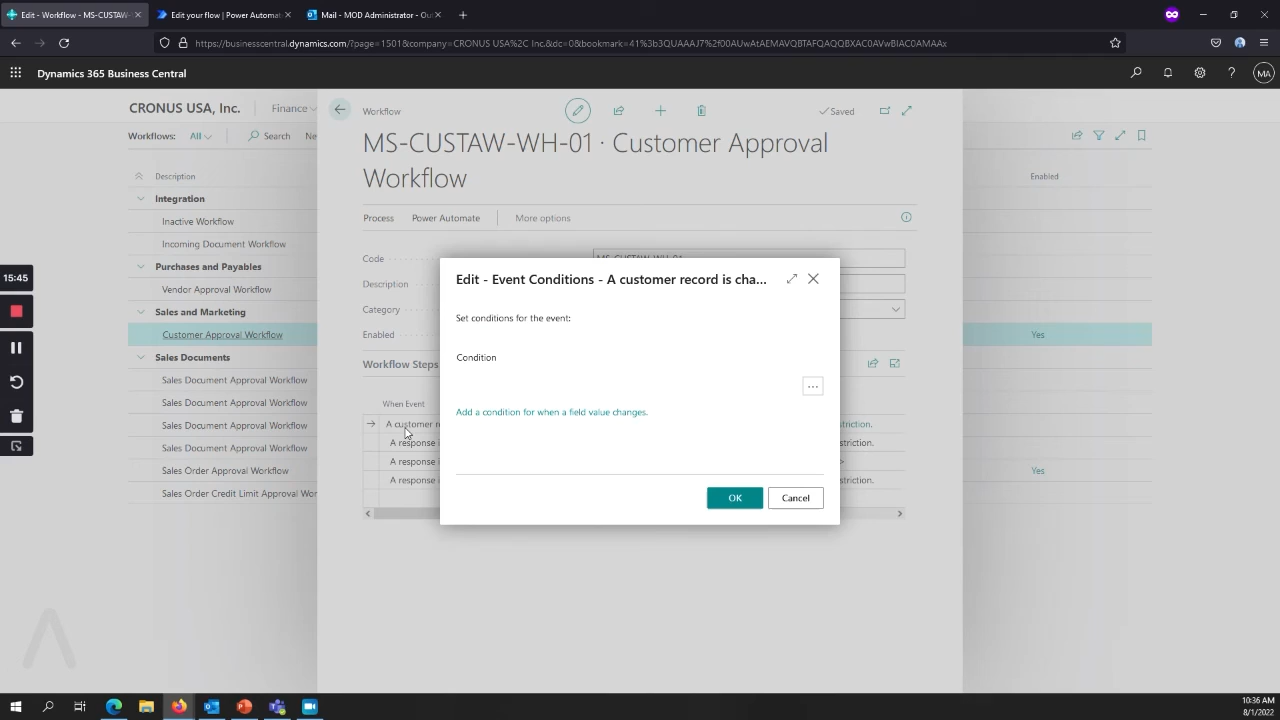 Edit - Workflow - MS-CUSTAW
Edit your flow | Power Automat
Mail - MOD Administrator - Out
https://businesscentral.dynamics.com/?page=1501&company=CRONUS USA%2C Inc.&dc=0&bookmark=
Dynamics 365 Business Central
MA
CRONUS USA, Inc.
Finance
Workflow
Saved
Workflows: All
Search
Ne
MS-CUSTAW-WH-01 · Customer Approval
Workflow
Description
Enabled
Integration
Inactive Workflow
Process
Power Automate
More options
Incoming Document Workflow
Code
MS-CUSTAW-WH-01
Purchases and Payables
Vendor Approval Workflow
Description
Sales and Marketing
Category
Customer Approval Workflow
Enabled
Yes
Sales Documents
Workflow Steps
Sales Document Approval Workflow
Sales Document Approval Workflow
When Event
Sales Document Approval Workflow
A customer r
striction.
Sales Document Approval Workflow
A response i
striction.
Sales Order Approval Workflow
A response i
>
Yes
A response i
striction.
Sales Order Credit Limit Approval Wor
Edit - Event Conditions - A customer record is cha...
Set conditions for the event:
Condition
...
Add a condition for when a field value changes.
OK
Cancel
15:45
10:36 AM
8/1/2022